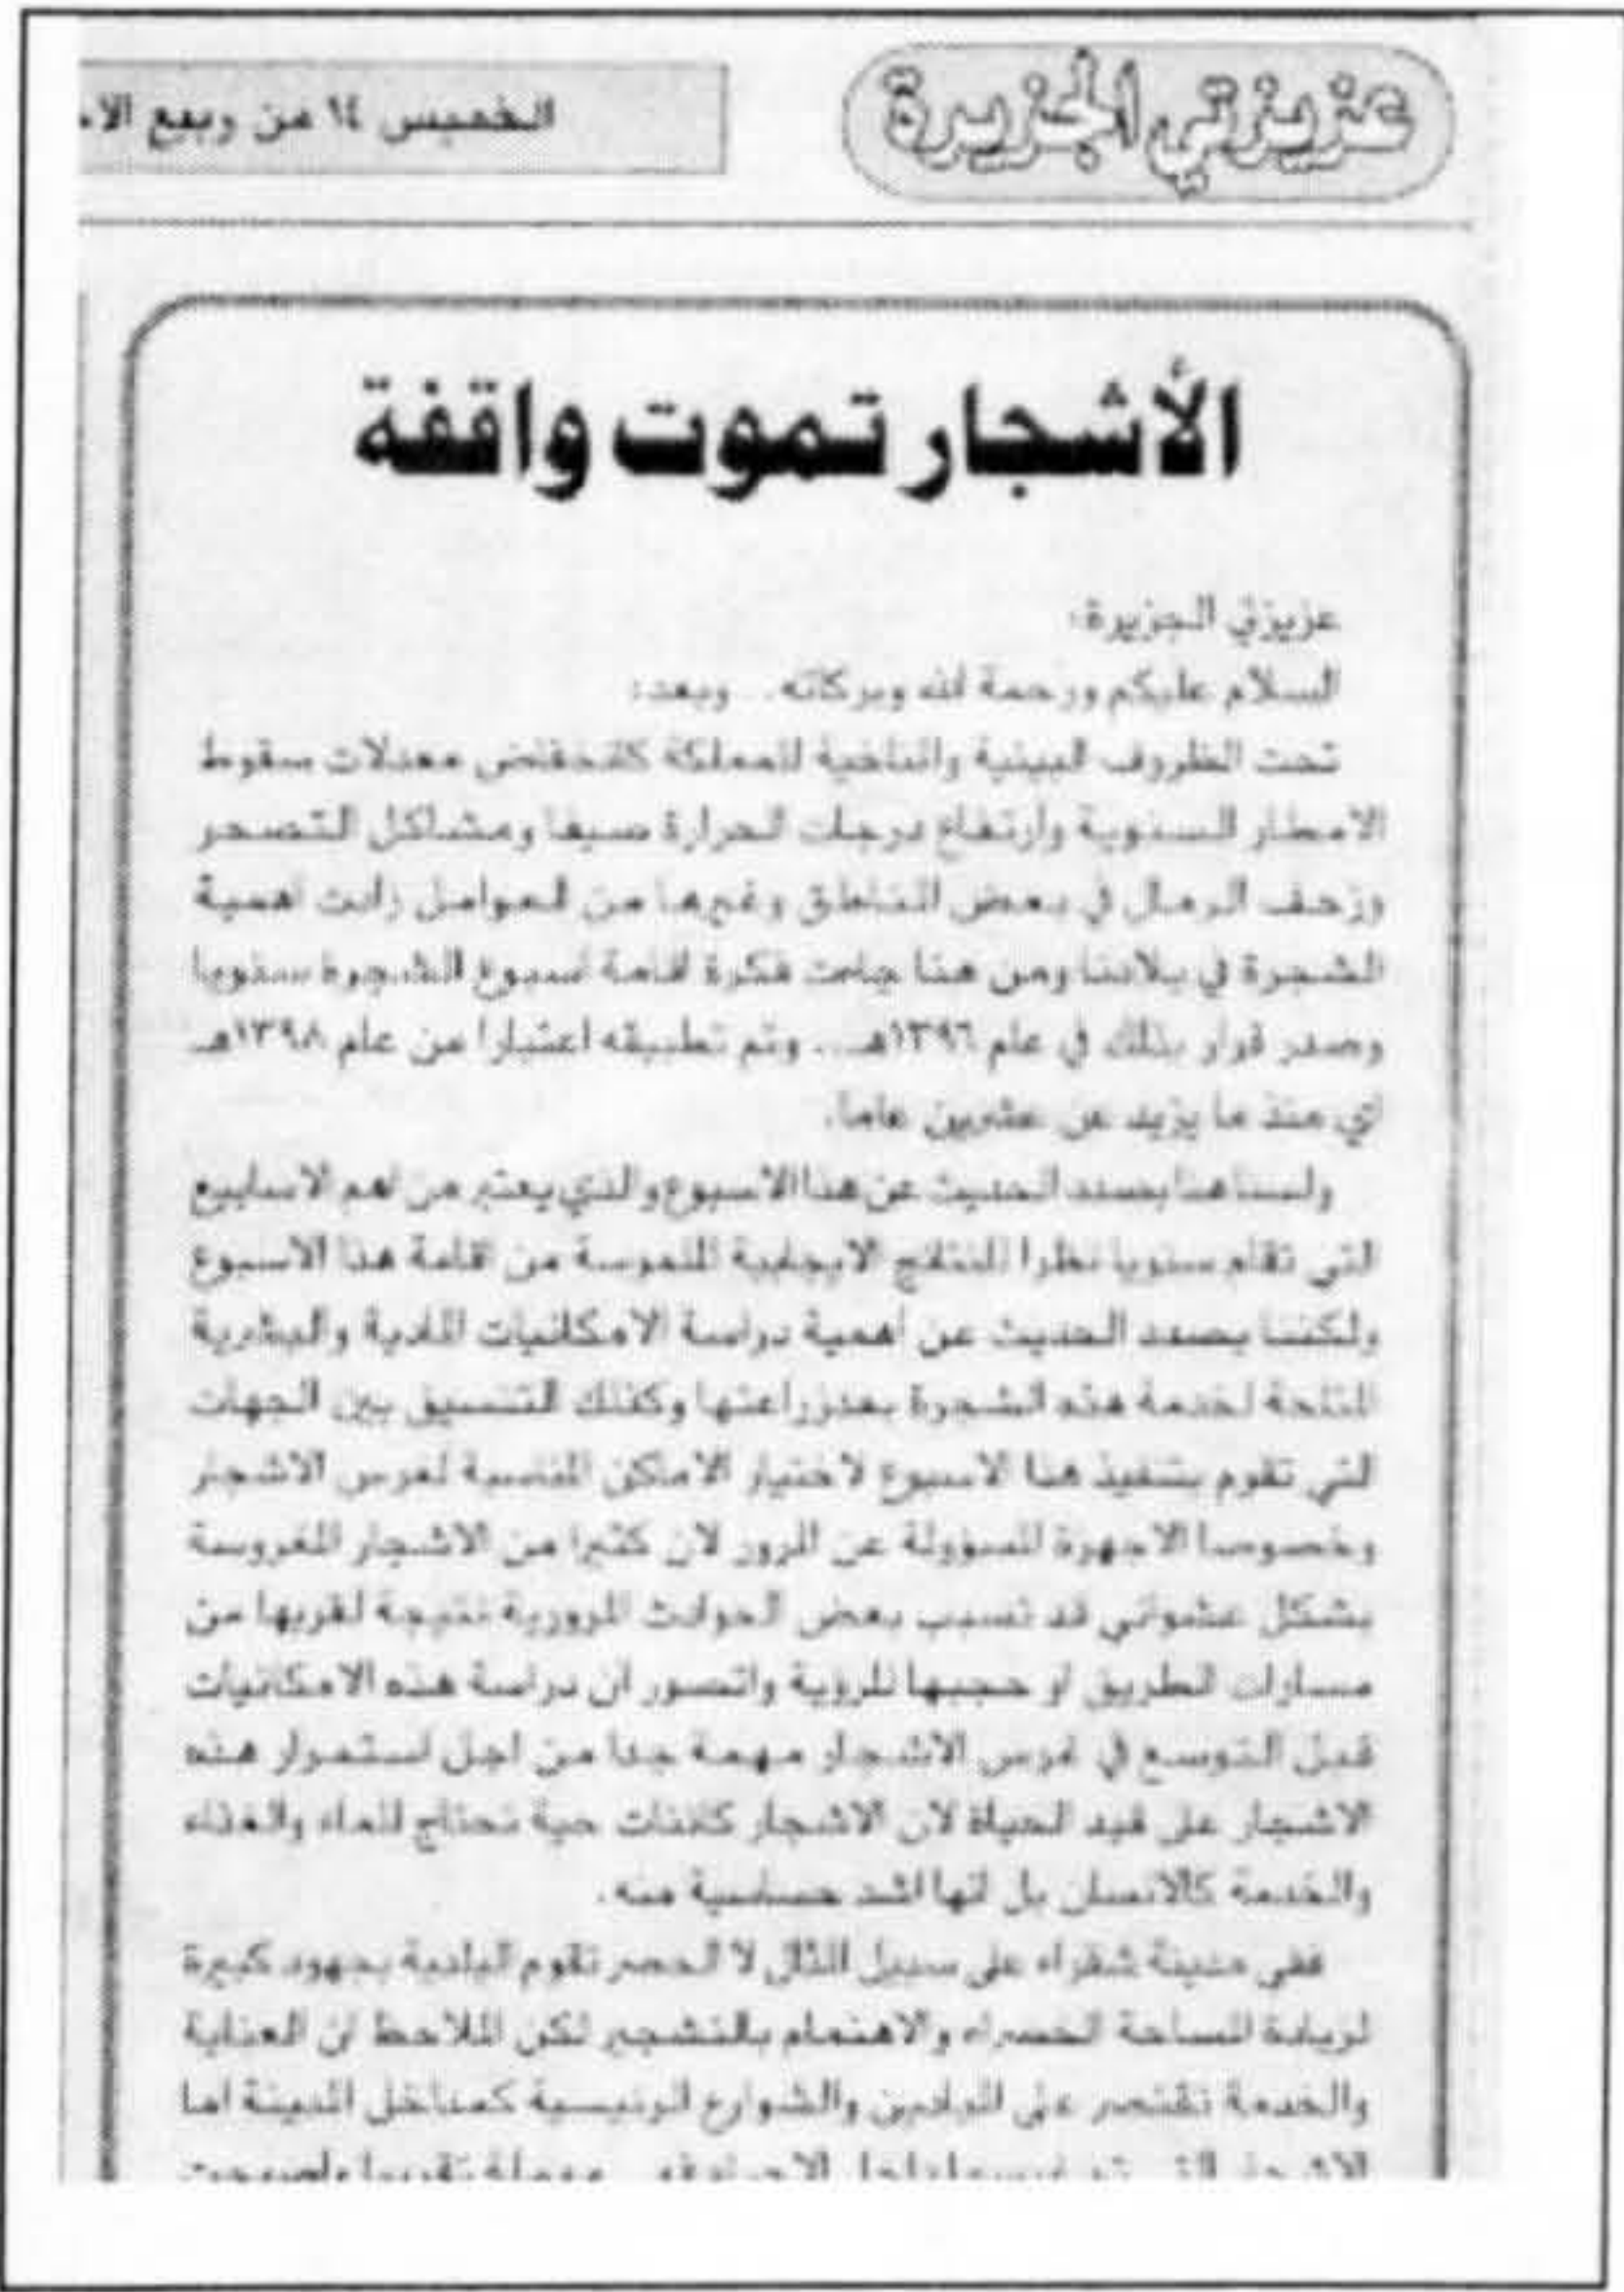 عزيزتي الجزيرة
الخميس ١٤ من ربيع الآ
الأشجار تموت واقفة
عزيزتي الجزيرة:
السلام عليكم ورحمة الله وبركاته.. وبعد:
تحت الظروف البيئية والمناخية للمملكة كمنخفض معدلات سقوط
الامطار السنوية وارتفاع درجات الحرارة صيفا ومشاكل التصحر
وزحف الرمال في بعض المناطق وغيرها من العوامل زادت اهمية
الشجرة في بلادنا ومن هنا جاءت فكرة اقامة اسبوع الشجرة سنويا
وصدر قرار بذلك في عام ١٣٩٦هـ... وتم تطبيقه اعتبارا من عام ١٣٩٨هـ
اي منذ ما يزيد عن عشرين عاما.
ولسنا هنا بصدد الحديث عن هذا الاسبوع والذي يعتبر من اهم الاسابيع
التي تقام سنويا نظرا للنتائج الايجابية الملموسة من اقامة هذا الاسبوع
ولكننا بصدد الحديث عن أهمية دراسة الامكانيات المادية والبشرية
المتاحة لخدمة هذه الشجرة بعد زراعتها وكذلك التنسيق بين الجهات
التي تقوم بتنفيذ هذا الاسبوع لاختيار الاماكن المناسبة لغرس الاشجار
وخصوصا الاجهزة المسؤولة عن المرور لان كثيرا من الاشجار المغروسة
بشكل عشوائي قد تسبب بعض الحوادث المرورية نتيجة لقربها من
مسارات الطريق او حجبها للرؤية واتصور ان دراسة هذه الامكانيات
قبل التوسع في غرس الاشجار مهمة جدا من اجل استمرار هذه
الاشجار على قيد الحياة لان الاشجار كائنات حية تحتاج للماء والغذاء
والخدمة كالانسان بل انها اشد حساسية منه.
ففي مدينة شقراء على سبيل المثال لا الحصر تقوم البلدية بجهود كبيرة
لزيادة المساحة الخضراء والاهتمام بالتشجير لكن الملاحظ ان العناية
والخدمة تقتصر على الميادين والشوارع الرئيسية كمداخل المدينة اما